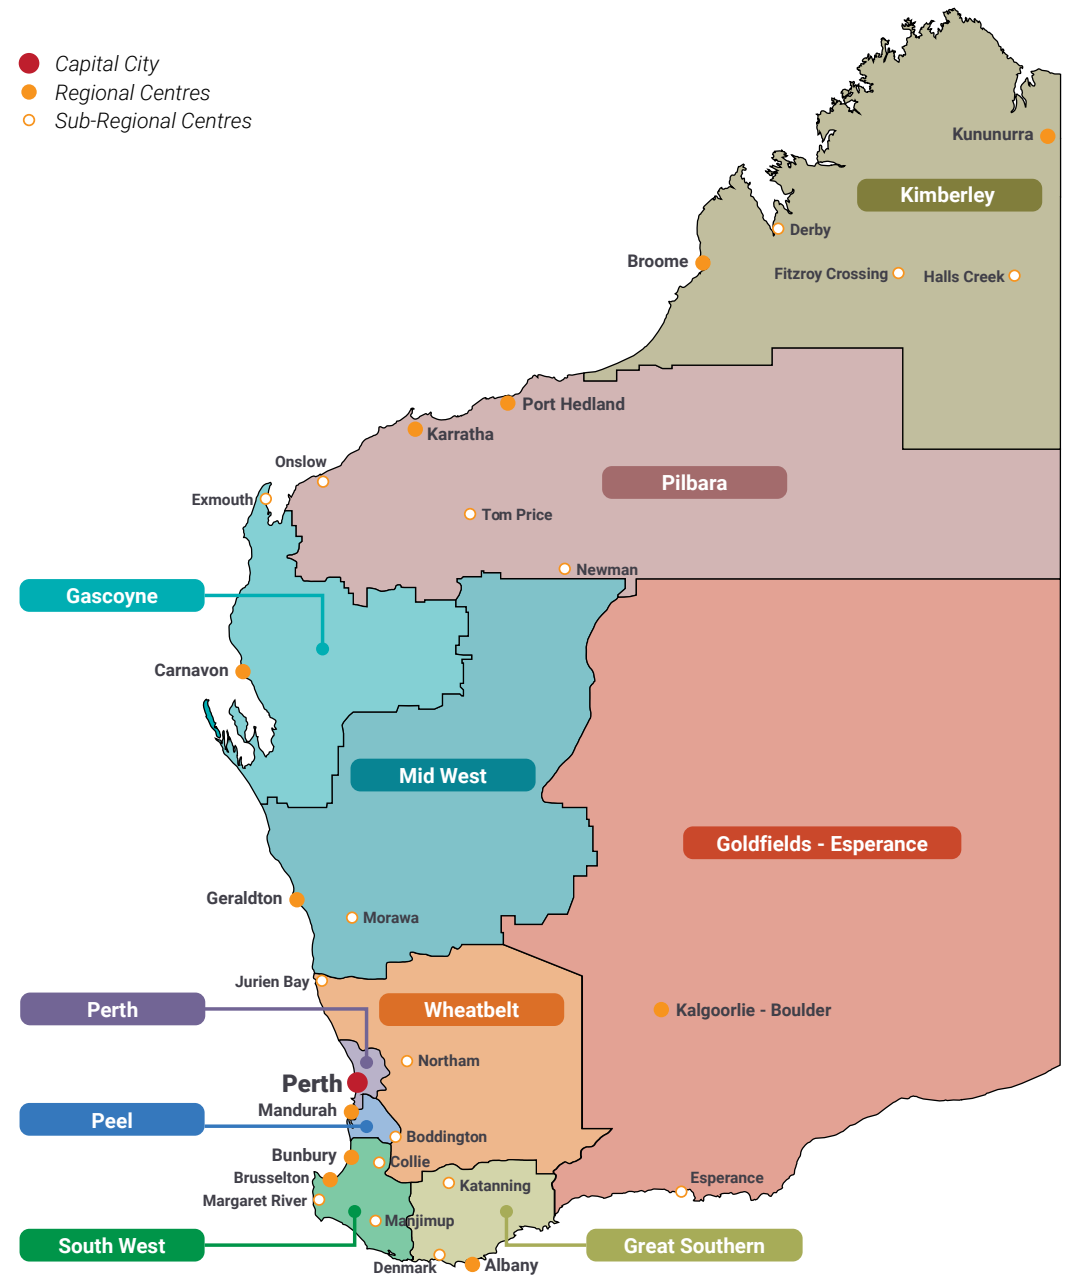 Capital City
Regional Centres
Sub-Regional Centres
Kununurra
Kimberley
Derby
Broome
Fitzroy Crossing
Halls Creek
Port Hedland
Karratha
Onslow
Pilbara
Exmouth
Tom Price
Newman
Gascoyne
Carnavon
Mid West
Goldfields - Esperance
Geraldton
Morawa
Jurien Bay
Perth
Wheatbelt
Kalgoorlie - Boulder
Northam
Perth
Mandurah
Peel
Boddington
Bunbury
Collie
Brusselton
Katanning
Esperance
Margaret River
Manjimup
South West
Great Southern
Denmark
Albany